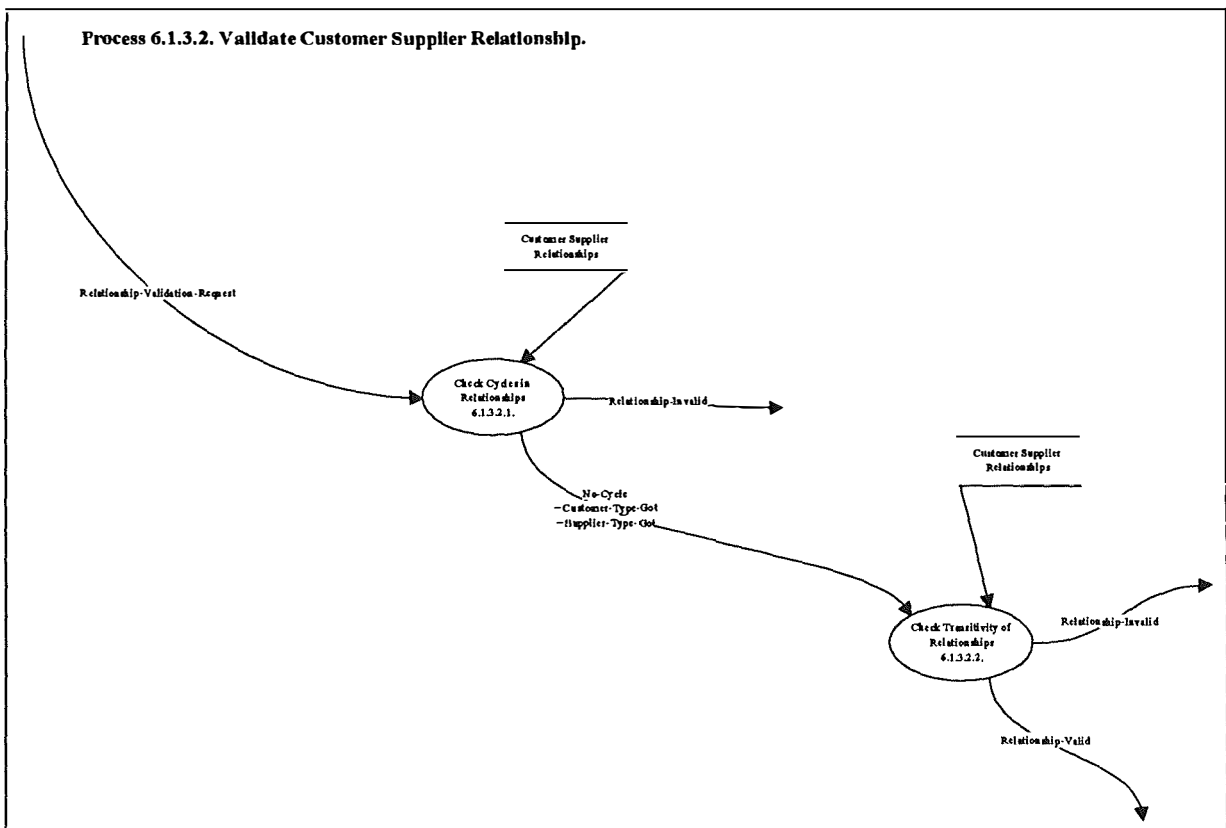 Process 6.1.3.2. Validate Customer Supplier Relationship.
Customer Supplier
Relationships
Relationship-Validation-Request
Check Cycles in
Relationships
6.1.3.2.1.
Relationship-Invalid
Customer Supplier
Relationships
No-Cycle
–Customer-Type-Got
–Supplier-Type-Got
Check Transitivity of
Relationships
6.1.3.2.2.
Relationship-Invalid
Relationship-Valid